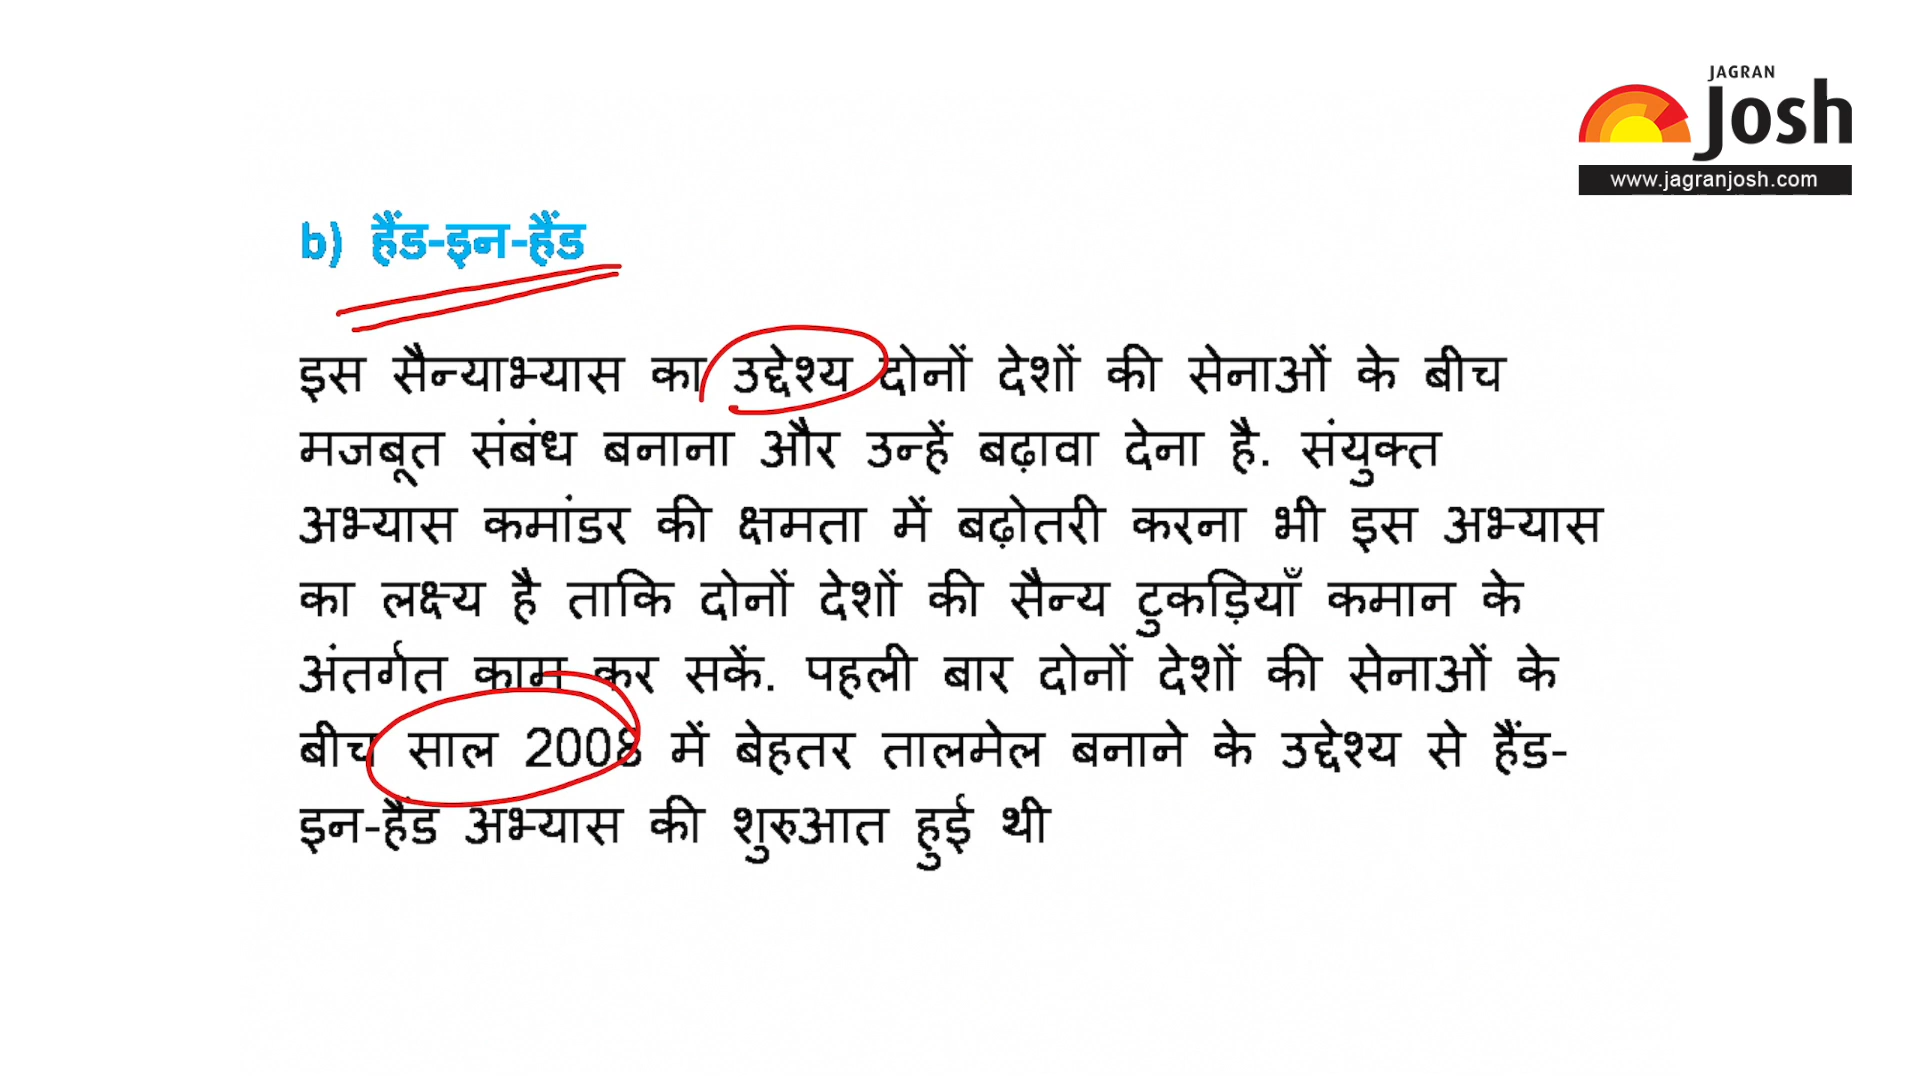 JAGRAN
Josh
www.jagranjosh.com
b) हैंड-इन-हैंड
इस सैन्याभ्यास का उद्देश्य दोनों देशों की सेनाओं के बीच
मजबूत संबंध बनाना और उन्हें बढ़ावा देना है. संयुक्त
अभ्यास कमांडर की क्षमता में बढ़ोतरी करना भी इस अभ्यास
का लक्ष्य है ताकि दोनों देशों की सैन्य टुकड़ियाँ कमान के
अंतर्गत काम कर सकें. पहली बार दोनों देशों की सेनाओं के
बीच साल 2008 में बेहतर तालमेल बनाने के उद्देश्य से हैंड-
इन-हैंड अभ्यास की शुरुआत हुई थी